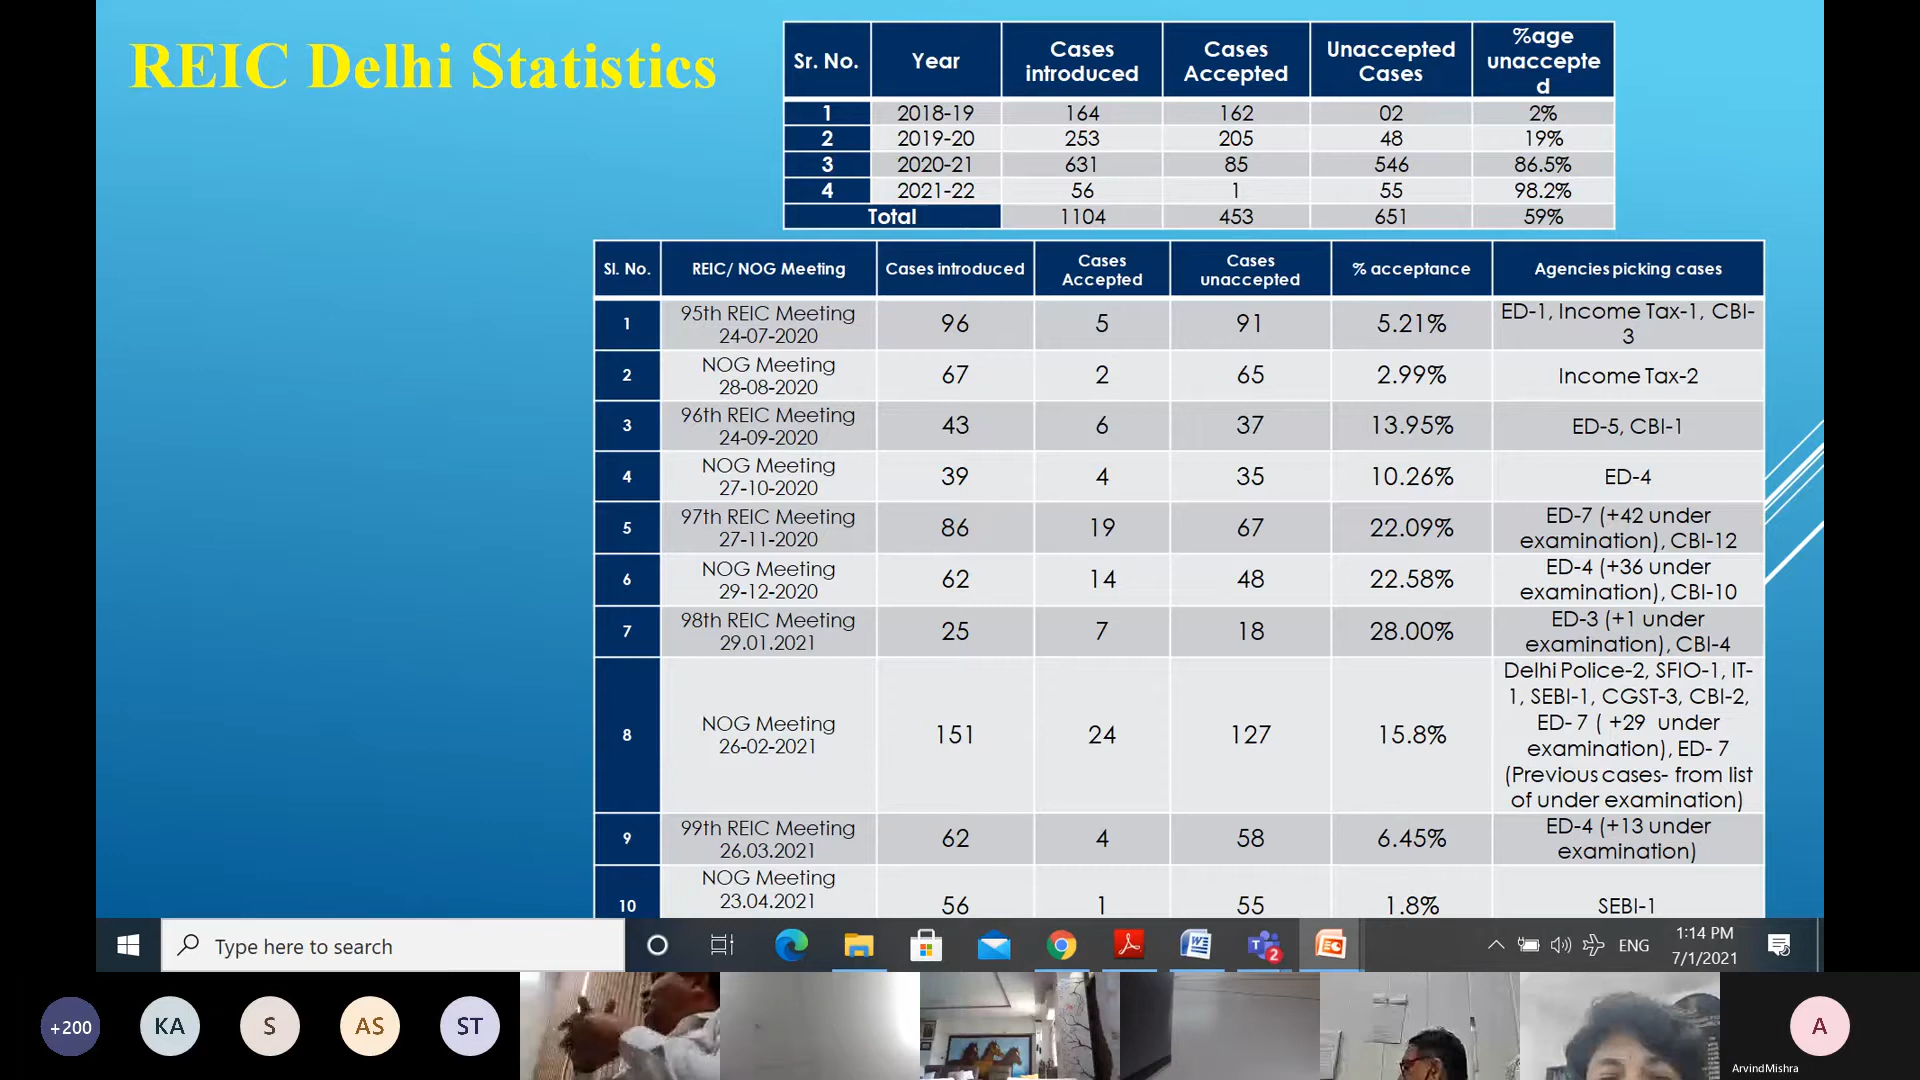 REIC Delhi Statistics
Sr. No. Year Cases introduced Cases Accepted Unaccepted Cases %age unaccepted
1 2018-19 164 162 02 2%
2 2019-20 253 205 48 19%
3 2020-21 631 85 546 86.5%
4 2021-22 56 1 55 98.2%
Total 1104 453 651 59%
Sl. No. REIC/ NOG Meeting Cases introduced Cases Accepted Cases unaccepted % acceptance Agencies picking cases
1 95th REIC Meeting 24-07-2020 96 5 91 5.21% ED-1, Income Tax-1, CBI-3
2 NOG Meeting 28-08-2020 67 2 65 2.99% Income Tax-2
3 96th REIC Meeting 24-09-2020 43 6 37 13.95% ED-5, CBI-1
4 NOG Meeting 27-10-2020 39 4 35 10.26% ED-4
5 97th REIC Meeting 27-11-2020 86 19 67 22.09% ED-7 (+42 under examination), CBI-12
6 NOG Meeting 29-12-2020 62 14 48 22.58% ED-4 (+36 under examination), CBI-10
7 98th REIC Meeting 29.01.2021 25 7 18 28.00% ED-3 (+1 under examination), CBI-4
8 NOG Meeting 26-02-2021 151 24 127 15.8% Delhi Police-2, SFIO-1, IT-1, SEBI-1, CGST-3, CBI-2, ED- 7 ( +29 under examination), ED- 7 (Previous cases- from list of under examination)
9 99th REIC Meeting 26.03.2021 62 4 58 6.45% ED-4 (+13 under examination)
10 NOG Meeting 23.04.2021 56 1 55 1.8% SEBI-1
Type here to search
2
ENG
1:14 PM
7/1/2021
+200 KA S AS ST A
ArvindMishra